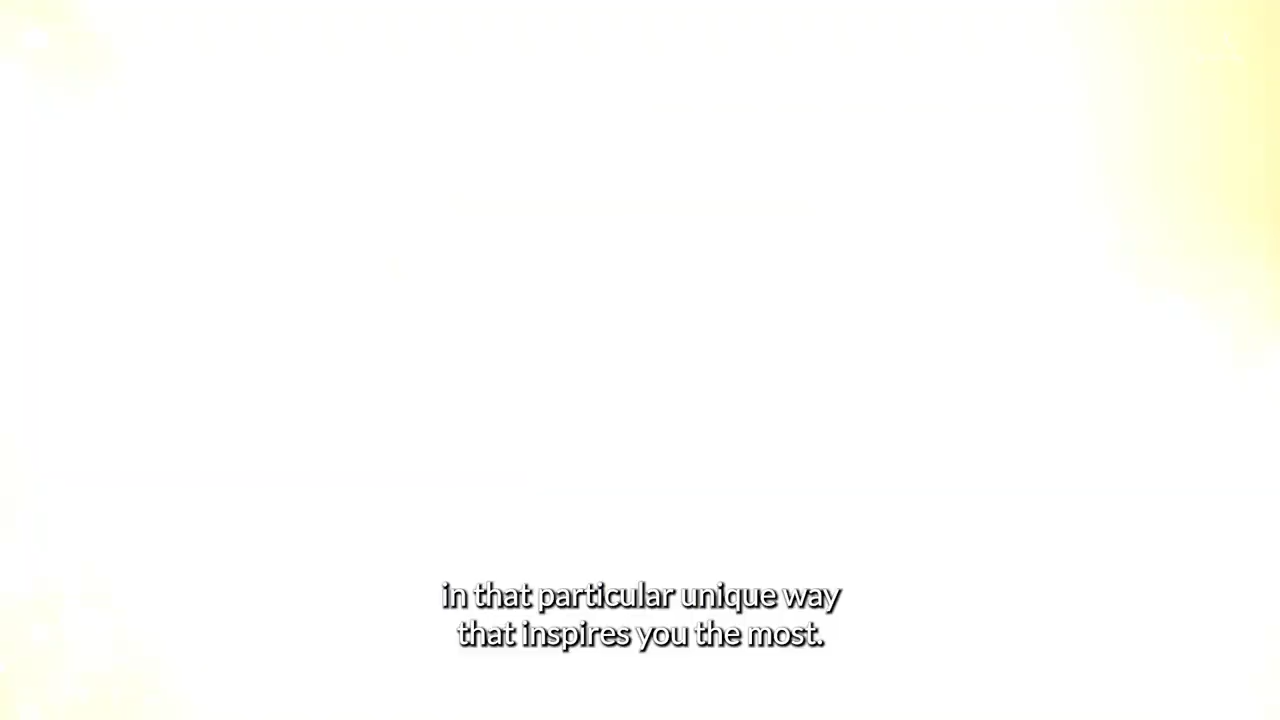 in that particular unique way
that inspires you the most.